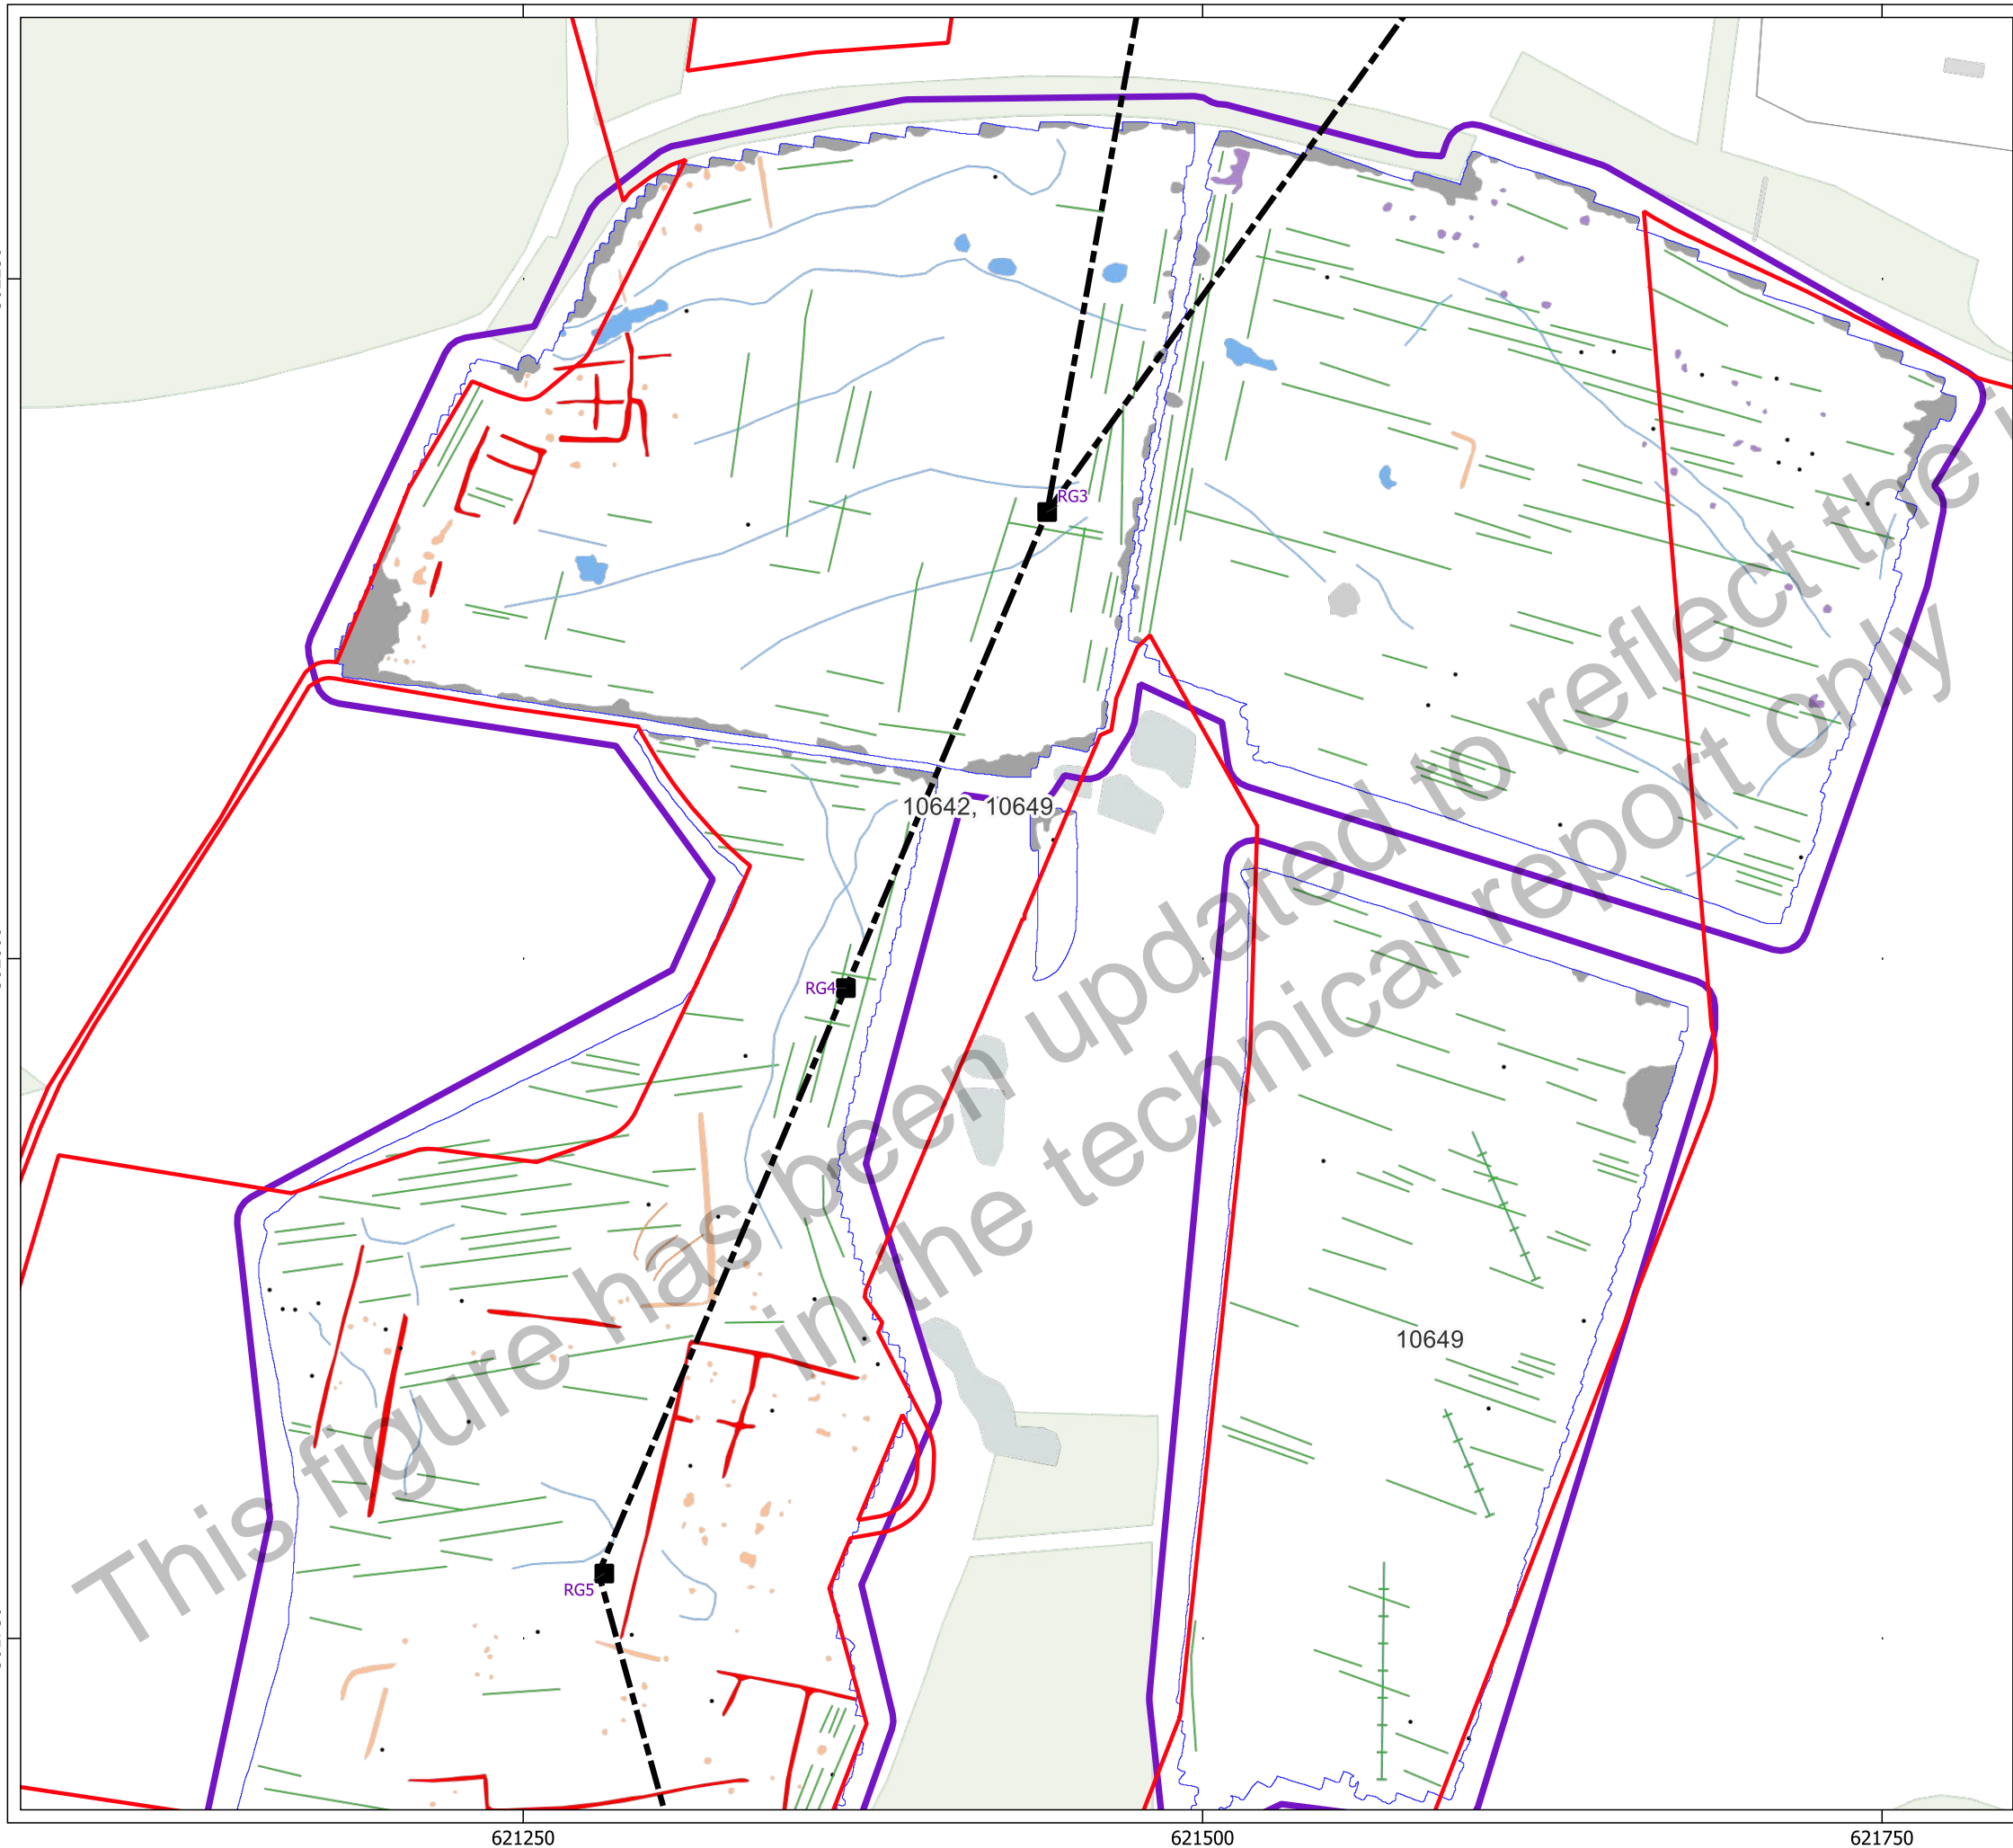 RG3
10642, 10649
RG4
10649
RG5
This figure has been updated to reflect the
in the technical report only
621250
621500
621750